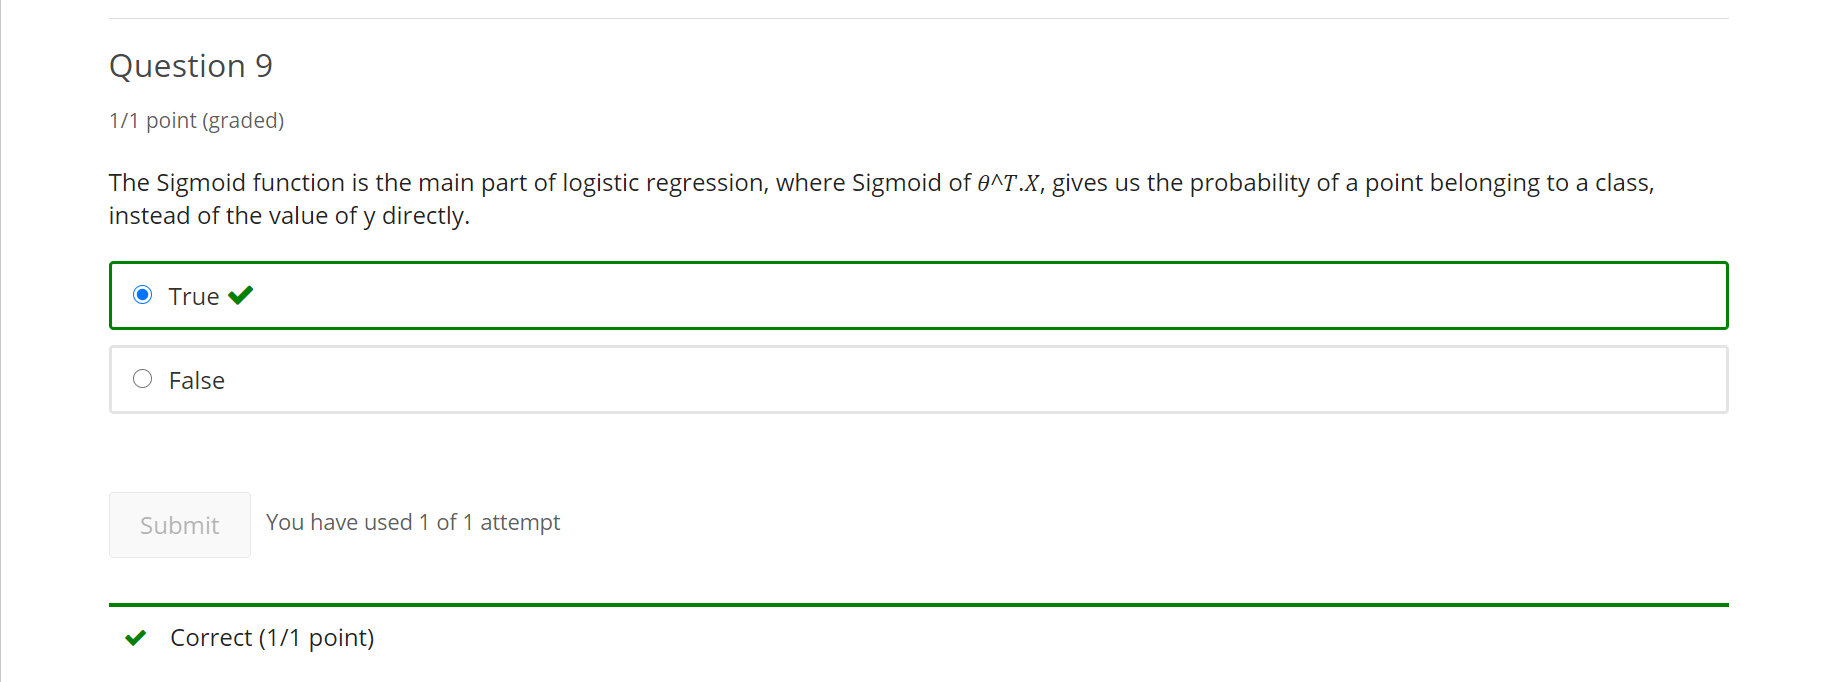 Question 9
1/1 point (graded)
The Sigmoid function is the main part of logistic regression, where Sigmoid of θ^T.X, gives us the probability of a point belonging to a class,
instead of the value of y directly.
True
False
Submit
You have used 1 of 1 attempt
Correct (1/1 point)